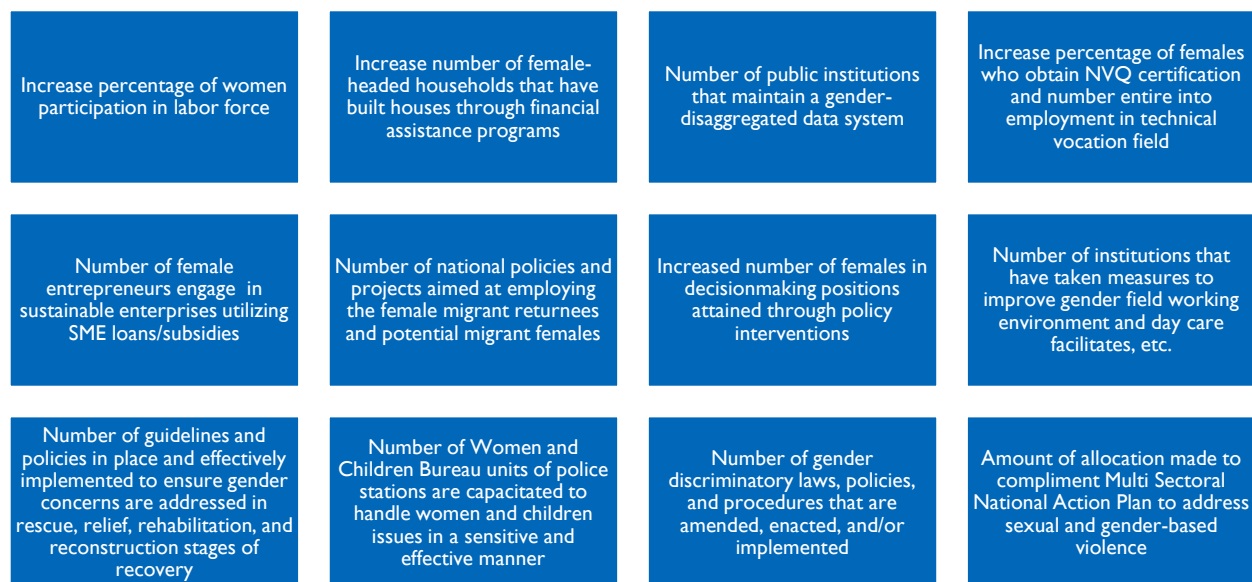 Increase percentage of women
participation in labor force
Increase number of female-
headed households that have
built houses through financial
assistance programs
Number of public institutions
that maintain a gender-
disaggregated data system
Increase percentage of females
who obtain NVQ certification
and number entire into
employment in technical
vocation field
Number of female
entrepreneurs engage in
sustainable enterprises utilizing
SME loans/subsidies
Number of national policies and
projects aimed at employing
the female migrant returnees
and potential migrant females
Increased number of females in
decisionmaking positions
attained through policy
interventions
Number of institutions that
have taken measures to
improve gender field working
environment and day care
facilitates, etc.
Number of guidelines and
policies in place and effectively
implemented to ensure gender
concerns are addressed in
rescue, relief, rehabilitation, and
reconstruction stages of
recovery
Number of Women and
Children Bureau units of police
stations are capacitated to
handle women and children
issues in a sensitive and
effective manner
Number of gender
discriminatory laws, policies,
and procedures that are
amended, enacted, and/or
implemented
Amount of allocation made to
compliment Multi Sectoral
National Action Plan to address
sexual and gender-based
violence